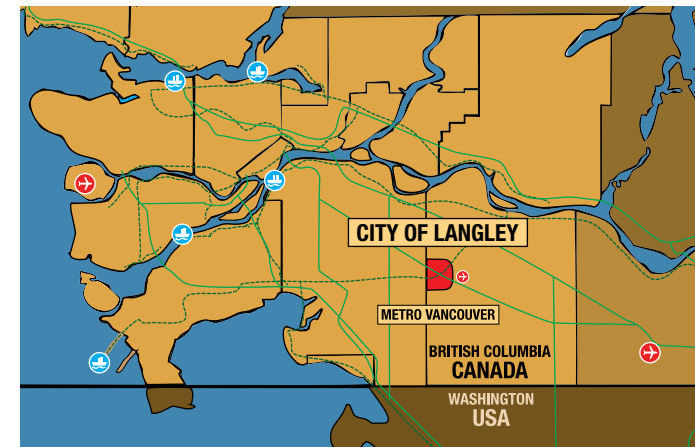 CITY OF LANGLEY
METRO VANCOUVER
BRITISH COLUMBIA
CANADA
WASHINGTON
USA